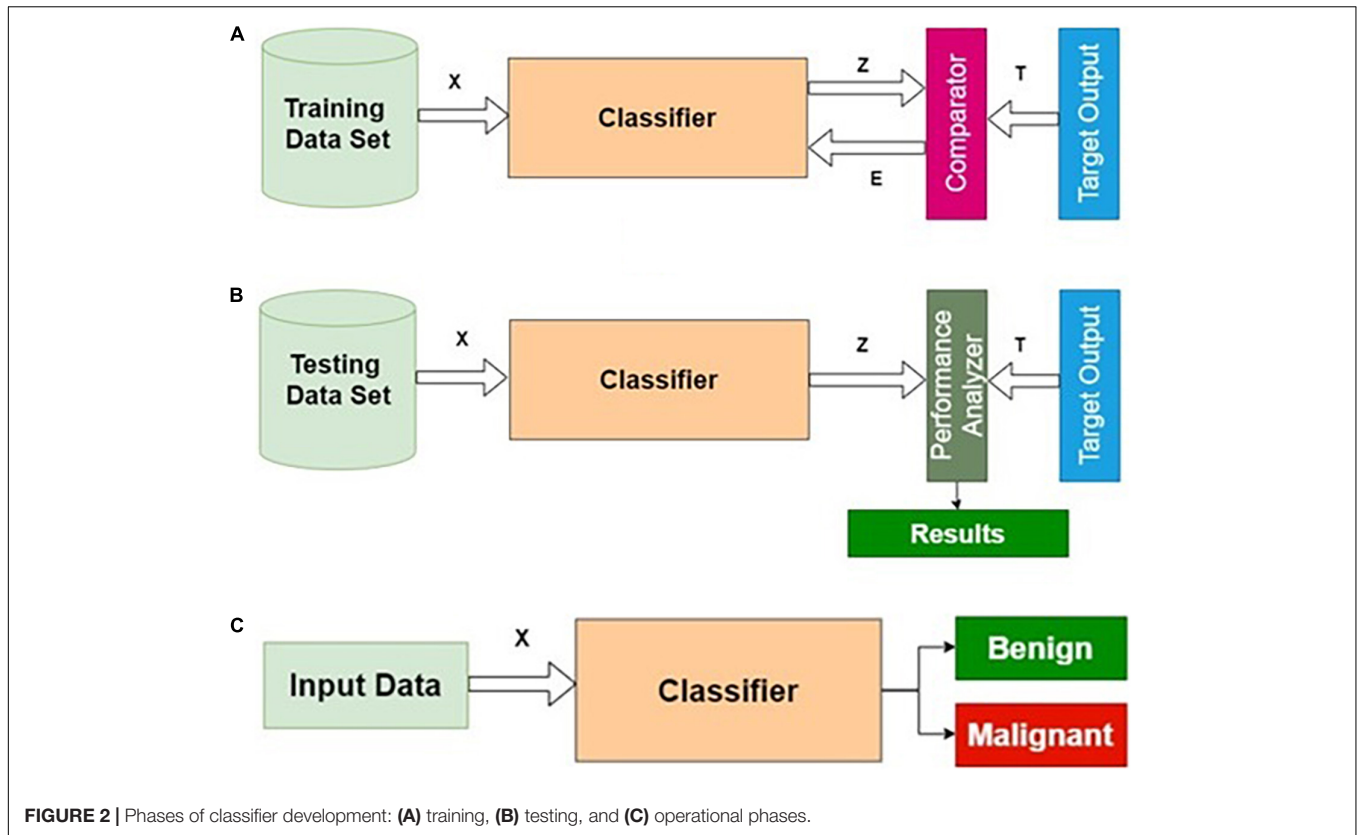 A
Training
Data Set
X
Classifier
Z
E
Comparator
T
Target Output
B
Testing
Data Set
X
Classifier
Z
Performance
Analyzer
T
Target Output
Results
C
Input Data
X
Classifier
Benign
Malignant
FIGURE 2 | Phases of classifier development: (A) training, (B) testing, and (C) operational phases.